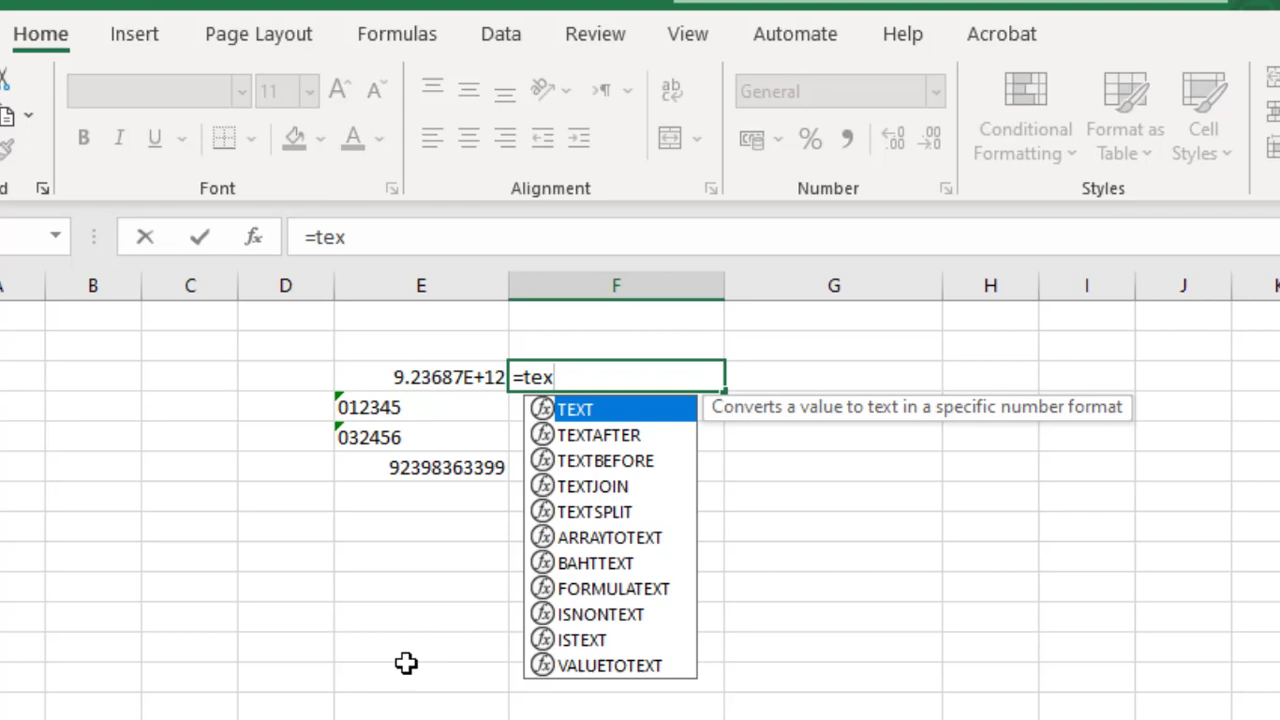 Home Insert Page Layout Formulas Data Review View Automate Help Acrobat
11 A A General
B I U A % , Conditional Formatting Format as Table Cell Styles
d Font Alignment Number Styles
fx =tex
A B C D E F G H I J K
9.23687E+12 =tex
012345 TEXT Converts a value to text in a specific number format
TEXTAFTER
032456
TEXTBEFORE
92398363399
TEXTJOIN
TEXTSPLIT
ARRAYTOTEXT
BAHTTEXT
FORMULATEXT
ISNONTEXT
ISTEXT
VALUETOTEXT